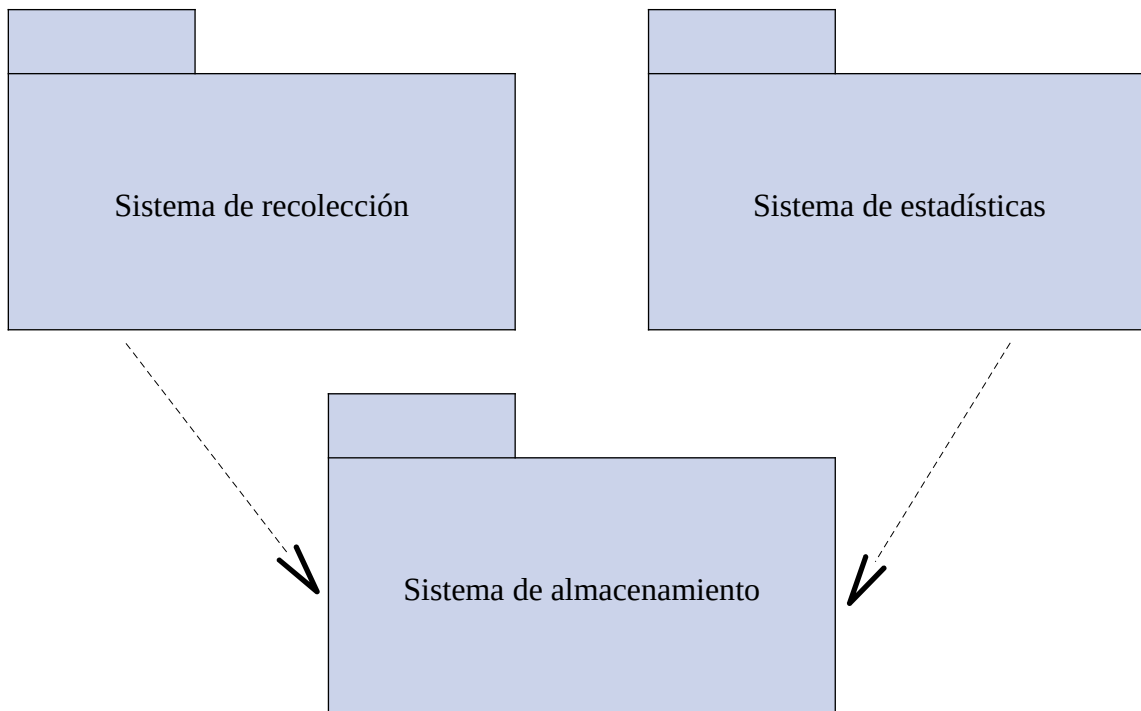 Sistema de recolección
Sistema de estadísticas
Sistema de almacenamiento